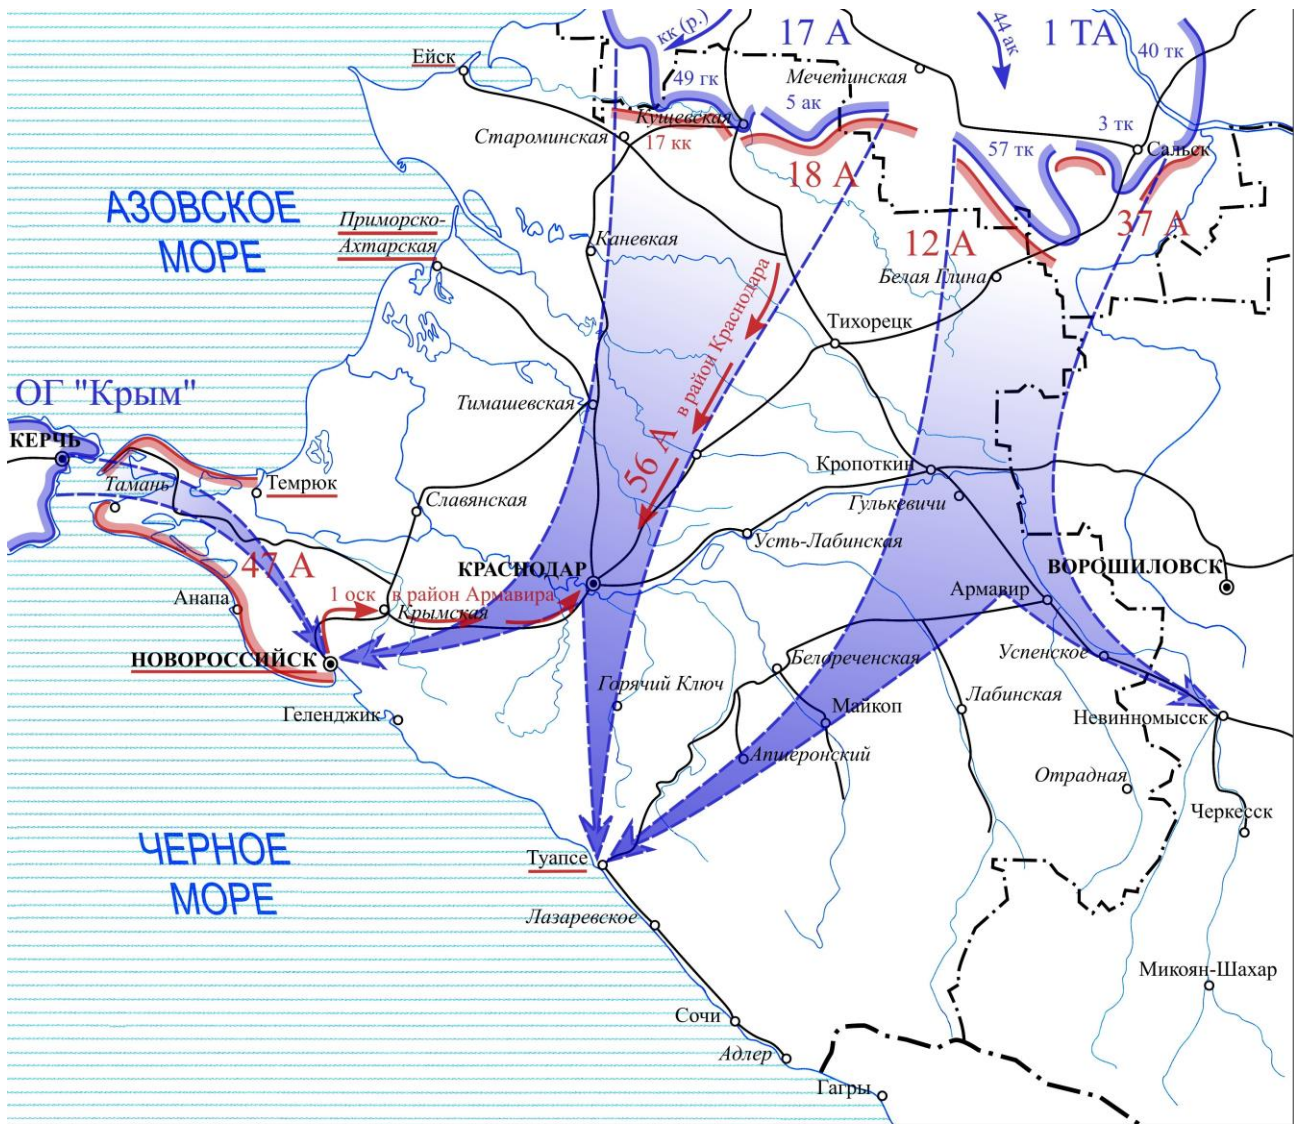 кк (р.)
17 А
44 ак
1 ТА
40 тк
Ейск
Мечетинская
49 гк
5 ак
Кущевская
3 тк
Староминская
17 кк
57 тк
Сальск
18 А
АЗОВСКОЕ
МОРЕ
Приморско-
Ахтарская
Каневкая
12 А
37 А
Белая Глина
в район Краснодара
Тихорецк
ОГ "Крым"
Тимашевская
КЕРЧЬ
56 А
Кропоткин
Тамань
Темрюк
Славянская
Гулькевичи
Усть-Лабинская
47 А
КРАСНОДАР
ВОРОШИЛОВСК
Анапа
1 оск
в район Армавира
Армавир
Крымская
НОВОРОССИЙСК
Белореченская
Успенское
Горячий Ключ
Лабинская
Геленджик
Майкоп
Невинномысск
Апшеронский
Отрадная
Черкесск
ЧЕРНОЕ
МОРЕ
Туапсе
Лазаревское
Микоян-Шахар
Сочи
Адлер
Гагры